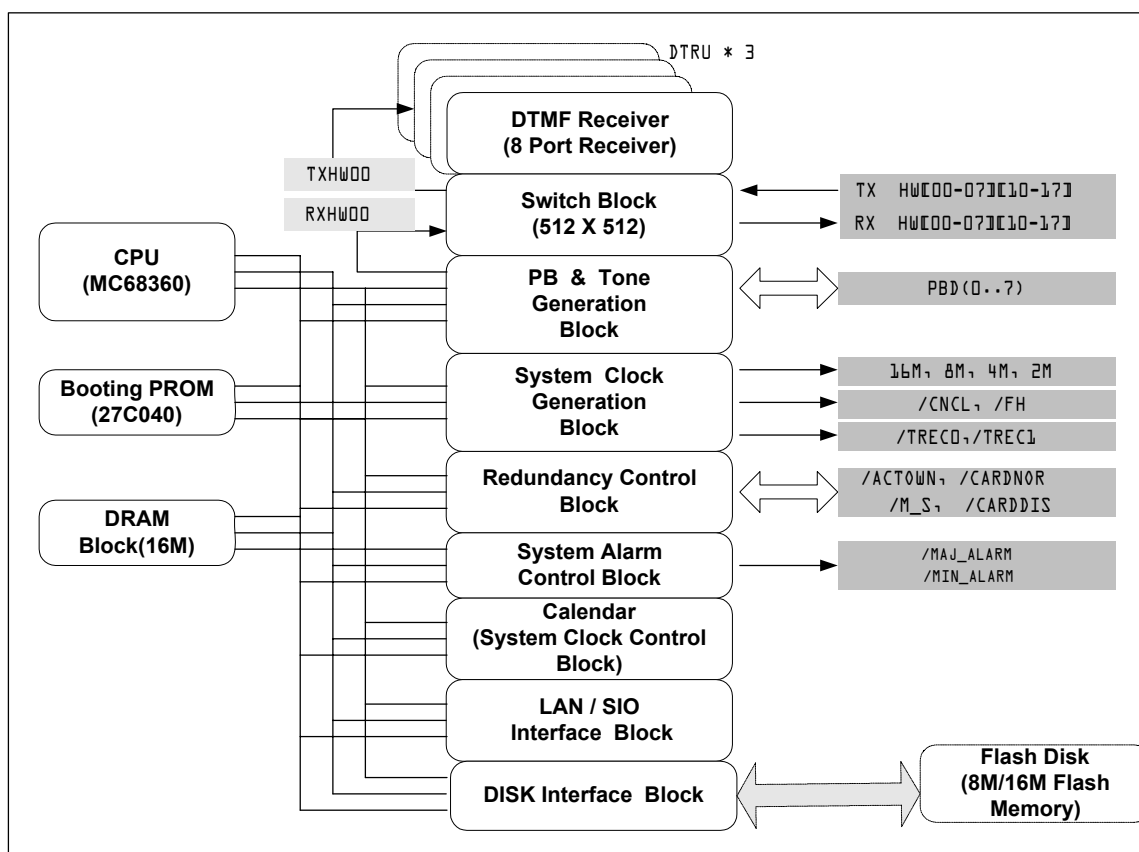 DTRU * 3
DTMF Receiver
(8 Port Receiver)
TXHW00
RXHW00
Switch Block
(512 X 512)
TX HW[00-07][10-17]
RX HW[00-07][10-17]
CPU
(MC68360)
PB & Tone
Generation
Block
PBD(0..7)
Booting PROM
(27C040)
System Clock
Generation
Block
16M, 8M, 4M, 2M
/CNCL, /FH
/TREC0,/TREC1
Redundancy Control
Block
/ACTOWN, /CARDNOR
/M_S, /CARDDIS
DRAM
Block(16M)
System Alarm
Control Block
/MAJ_ALARM
/MIN_ALARM
Calendar
(System Clock Control
Block)
LAN / SIO
Interface Block
DISK Interface Block
Flash Disk
(8M/16M Flash
Memory)